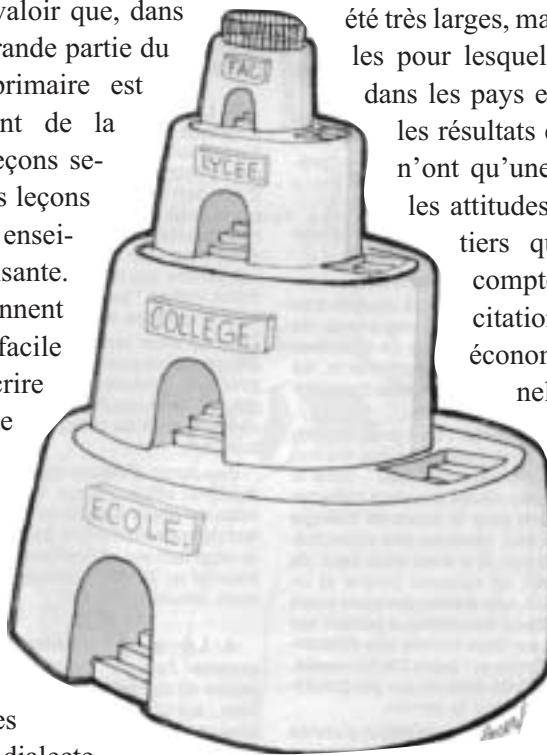 valoir que, dans
rande partie du
primaire est
nt de la
eçons se-
s leçons
ensei-
sante.
nnent
facile
crire
e
es
dialecte
été très larges, ma
les pour lesquel
dans les pays e
les résultats
n'ont qu'une
les attitudes
tiers qu
compt
citation
économ
nel
FAC
LYCEE.
COLLEGE.
ECOLE.